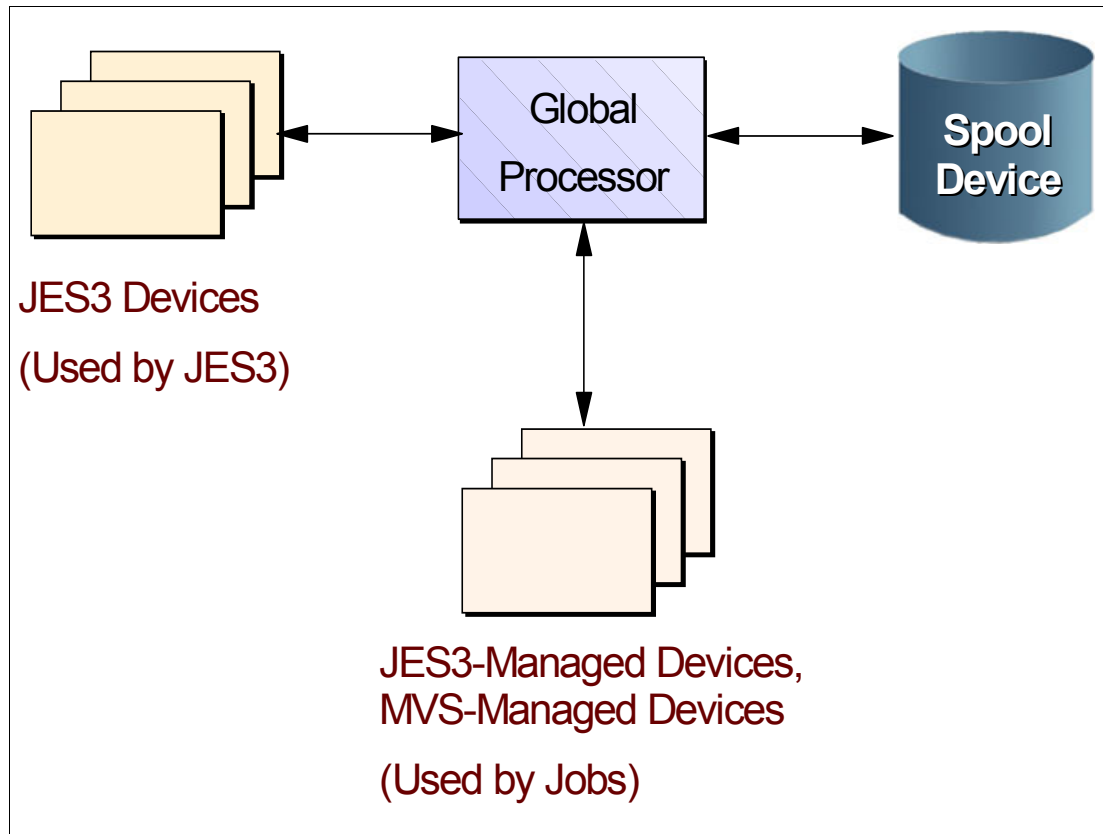 Global
Processor
Spool
Device
JES3 Devices
(Used by JES3)
JES3-Managed Devices,
MVS-Managed Devices
(Used by Jobs)